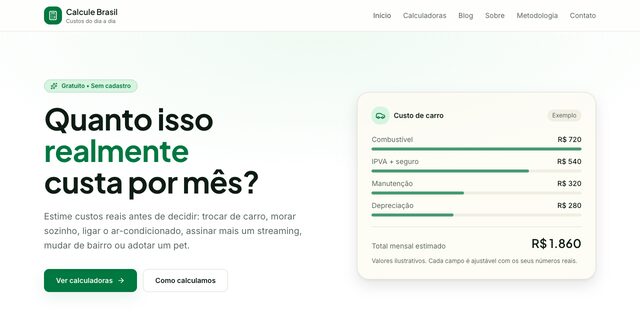 Calcule Brasil
Custos do dia a dia
Início
Calculadoras
Blog
Sobre
Metodologia
Contato
Gratuito • Sem cadastro
Quanto isso
realmente
custa por mês?
Estime custos reais antes de decidir: trocar de carro, morar
sozinho, ligar o ar-condicionado, assinar mais um streaming,
mudar de bairro ou adotar um pet.
Ver calculadoras →
Como calculamos
Custo de carro
Exemplo
Combustível R$ 720
IPVA + seguro R$ 540
Manutenção R$ 320
Depreciação R$ 280
Total mensal estimado R$ 1.860
Valores ilustrativos. Cada campo é ajustável com os seus números reais.